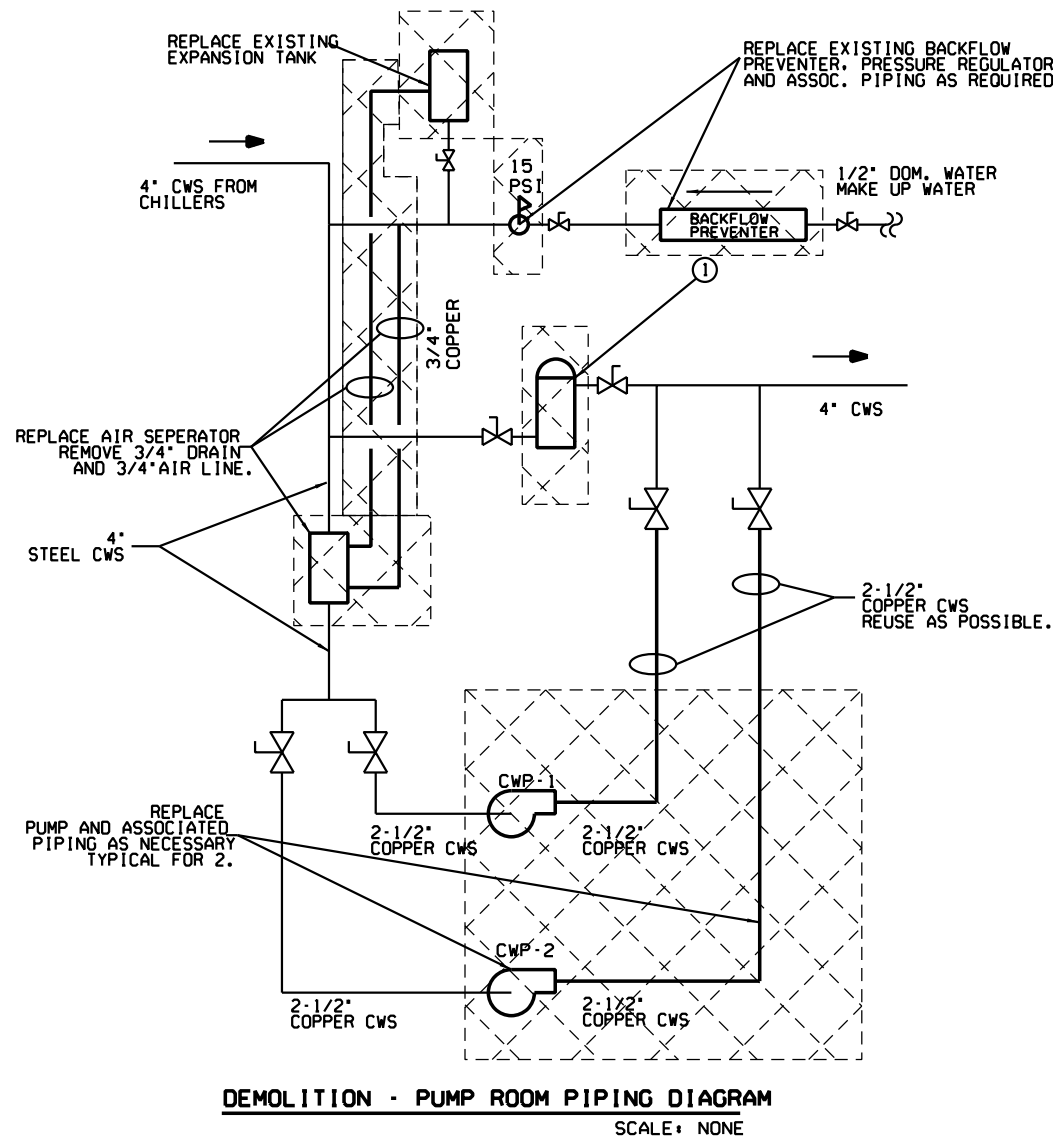 REPLACE EXISTING
EXPANSION TANK
REPLACE EXISTING BACKFLOW
PREVENTER, PRESSURE REGULATOR
AND ASSOC. PIPING AS REQUIRED
15
PSI
1/2" DOM. WATER
MAKE UP WATER
4" CWS FROM
CHILLERS
BACKFLOW
PREVENTER
1
3/4"
COPPER
4" CWS
REPLACE AIR SEPERATOR
REMOVE 3/4" DRAIN
AND 3/4"AIR LINE.
4"
STEEL CWS
2-1/2"
COPPER CWS
REUSE AS POSSIBLE.
CWP-1
REPLACE
PUMP AND ASSOCIATED
PIPING AS NECESSARY
TYPICAL FOR 2.
2-1/2"
COPPER CWS
2-1/2"
COPPER CWS
CWP-2
2-1/2"
COPPER CWS
2-1/2"
COPPER CWS
DEMOLITION - PUMP ROOM PIPING DIAGRAM
SCALE: NONE